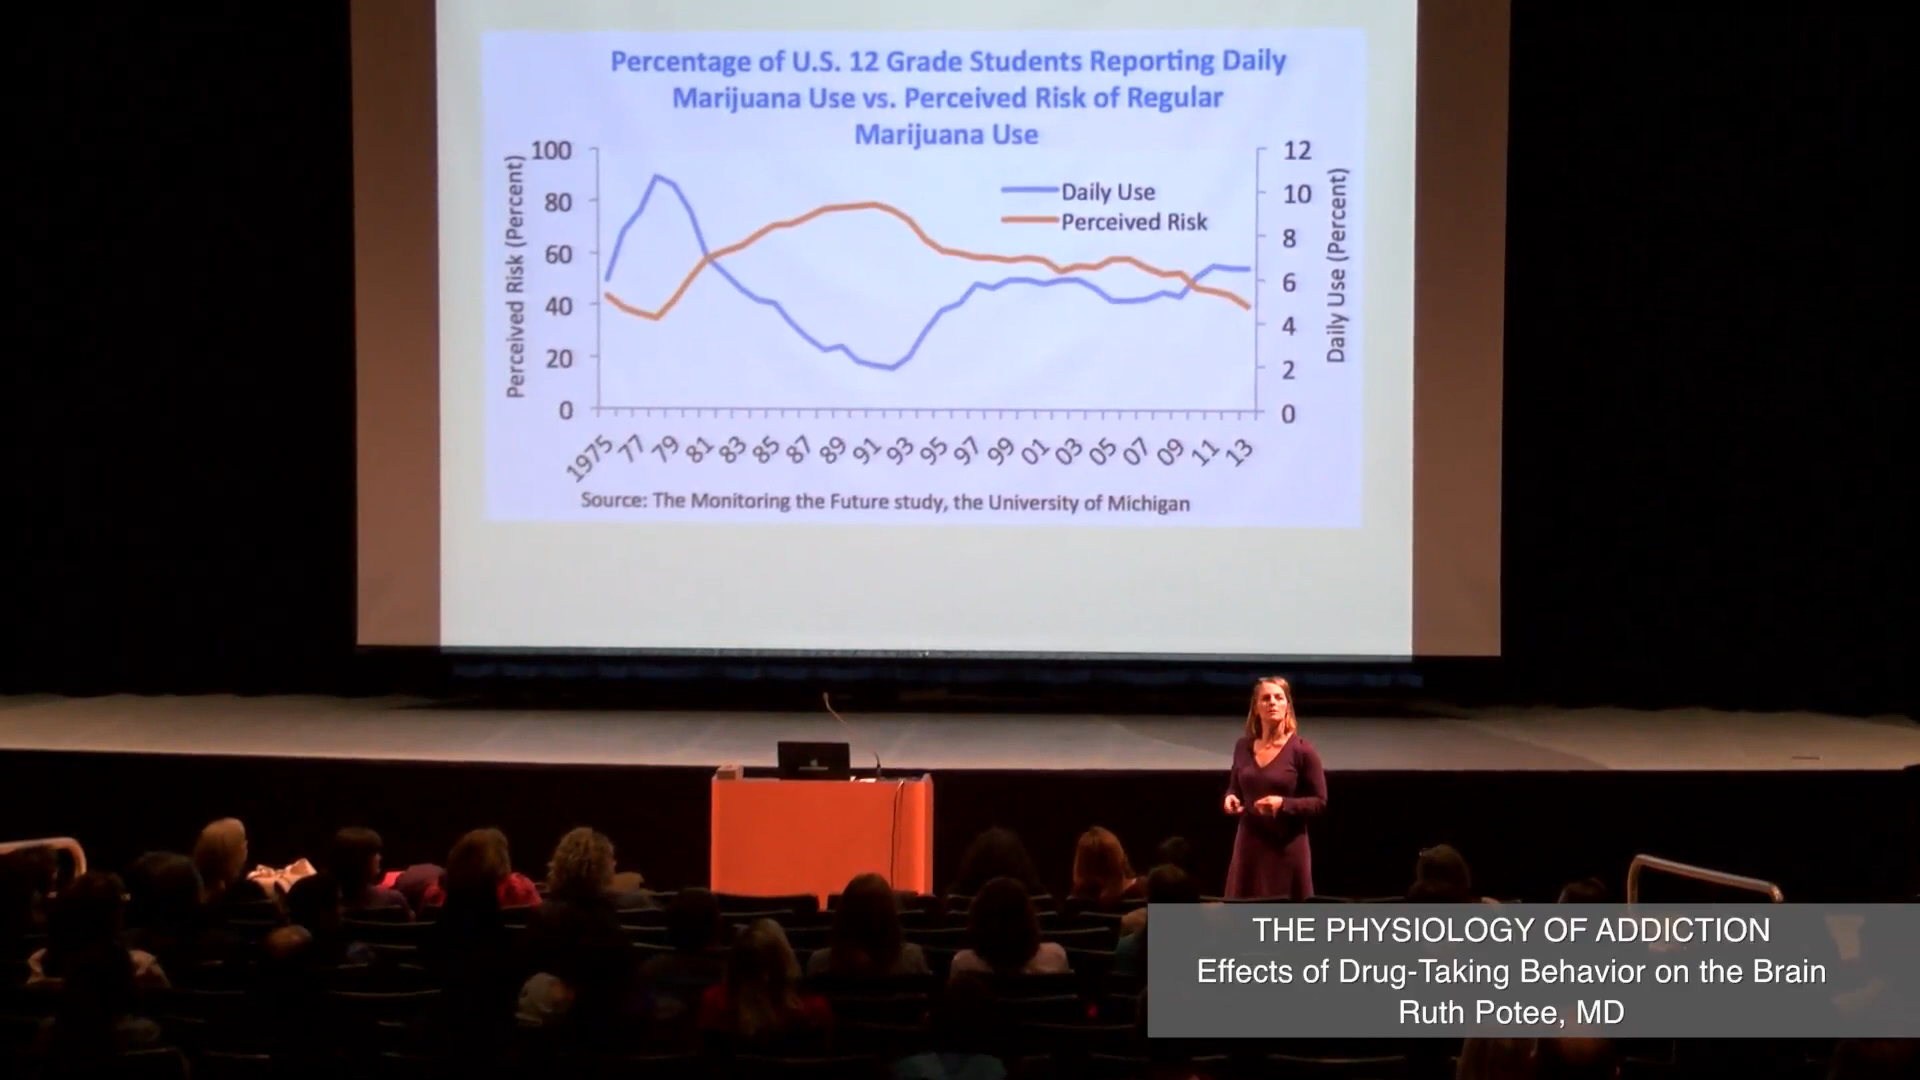 Percentage of U.S. 12 Grade Students Reporting Daily
Marijuana Use vs. Perceived Risk of Regular
Marijuana Use
Perceived Risk (Percent)
100
80
60
40
20
0
Daily Use
Perceived Risk
12
10
8
6
4
2
0
Daily Use (Percent)
1975 77 79 81 83 85 87 89 91 93 95 97 99 01 03 05 07 09 11 13
Source: The Monitoring the Future study, the University of Michigan
THE PHYSIOLOGY OF ADDICTION
Effects of Drug-Taking Behavior on the Brain
Ruth Potee, MD